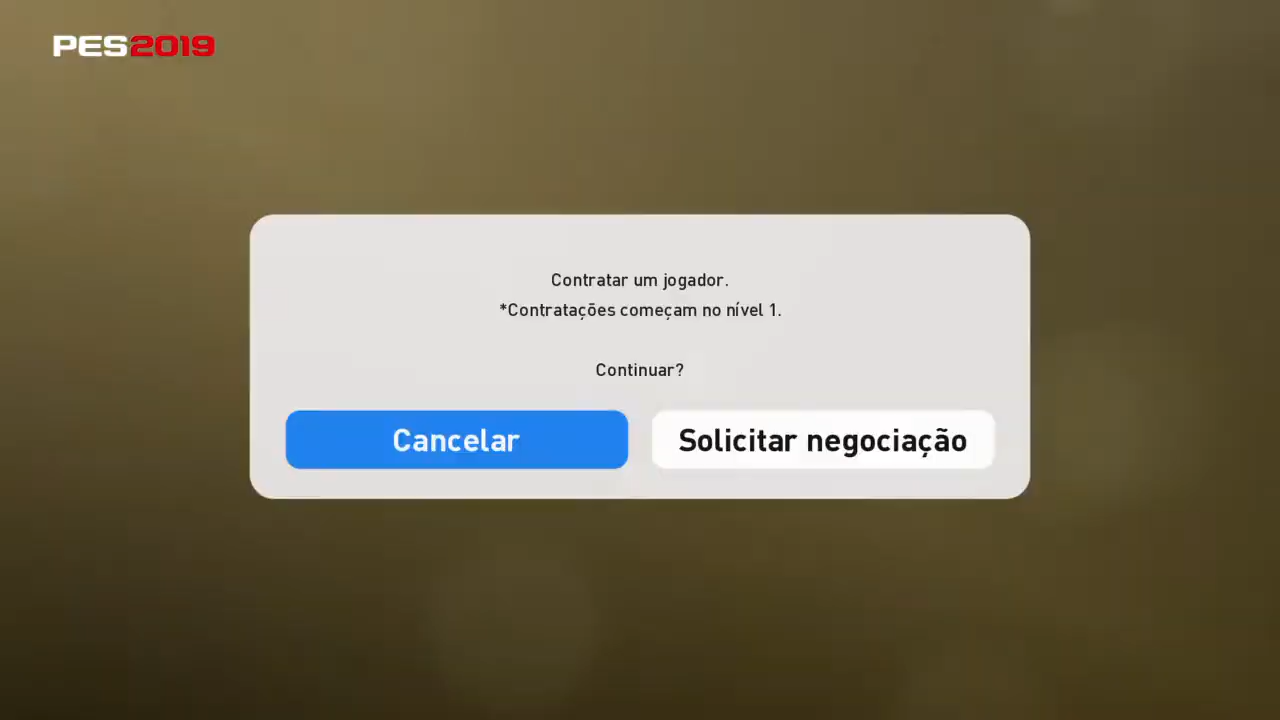 PES2019
Contratar um jogador.
*Contratações começam no nível 1.
Continuar?
Cancelar
Solicitar negociação